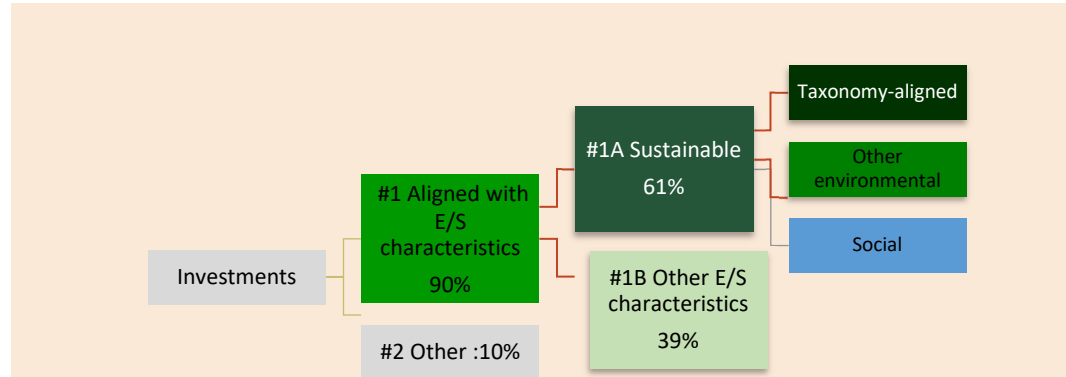 Investments
#1 Aligned with
E/S
characteristics
90%
#2 Other :10%
#1A Sustainable
61%
#1B Other E/S
characteristics
39%
Taxonomy-aligned
Other
environmental
Social